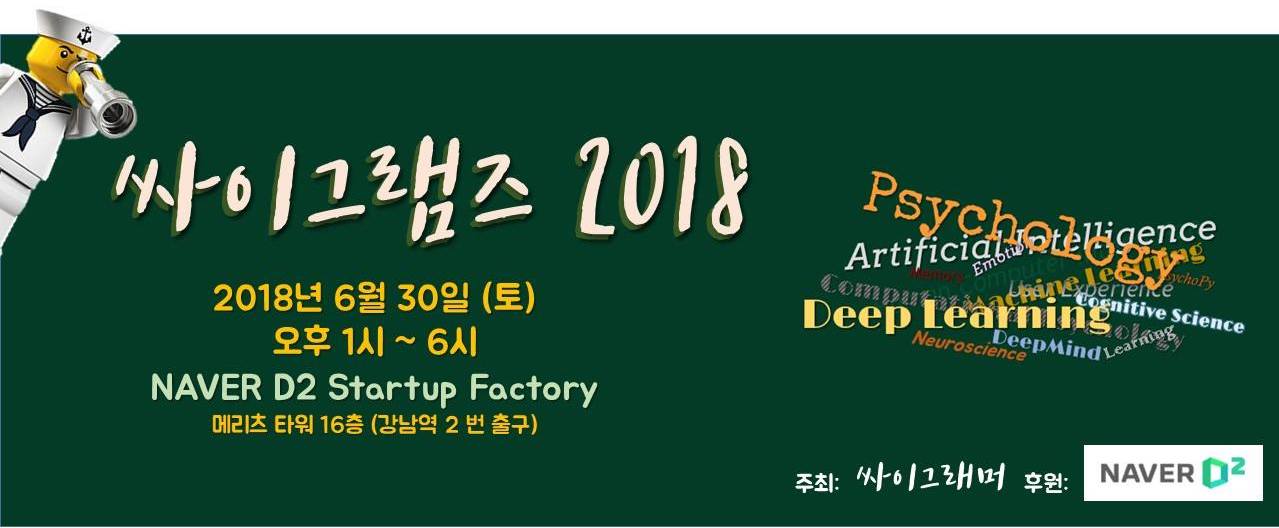 싸이그램즈 2018
2018년 6월 30일 (토)
오후 1시 ~ 6시
NAVER D2 Startup Factory
메리츠 타워 16층 (강남역 2 번 출구)
Psychology
Artificial Intelligence
Memory
Emotion
Machine Learning
PsychoPy
User Experience
Cognitive Science
Deep Learning
Neuroscience
DeepMind
Learning
주최: 싸이그래머 후원: NAVER D2